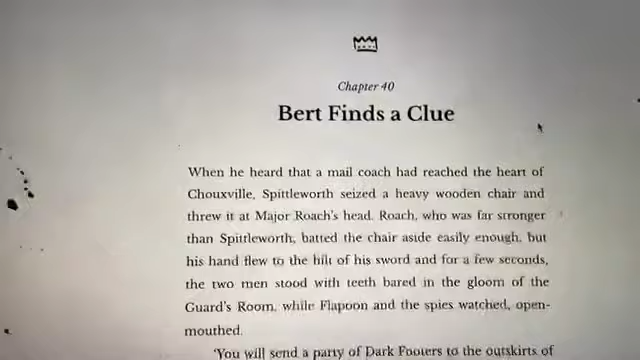 Chapter 40
Bert Finds a Clue
When he heard that a mail coach had reached the heart of
Chouxville, Spittleworth seized a heavy wooden chair and
threw it at Major Roach's head. Roach, who was far stronger
than Spittleworth, batted the chair aside easily enough, but
his hand flew to the hilt of his sword and for a few seconds,
the two men stood with teeth bared in the gloom of the
Guard's Room, while Flapoon and the spies watched, open-
mouthed.
'You will send a party of Dark Footers to the outskirts of